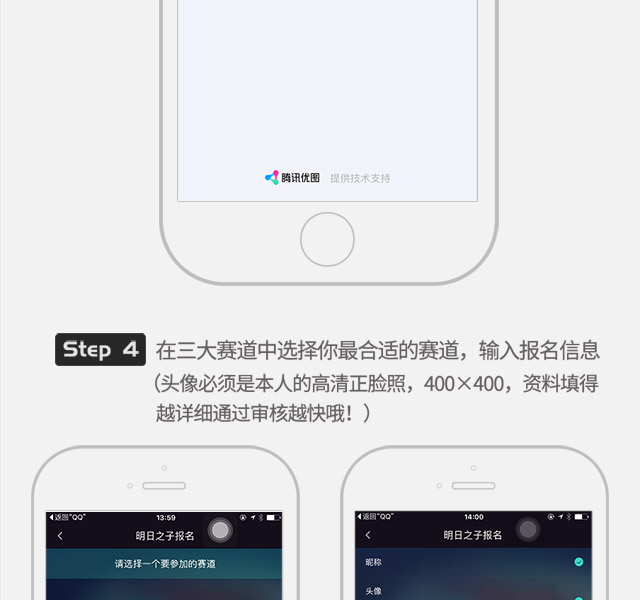 腾讯优图 提供技术支持
Step 4 在三大赛道中选择你最合适的赛道，输入报名信息
（头像必须是本人的高清正脸照，400×400，资料填得
越详细通过审核越快哦！）
返回"QQ" 13:59
明日之子报名
请选择一个要参加的赛道
返回"QQ" 14:00
明日之子报名
昵称
头像